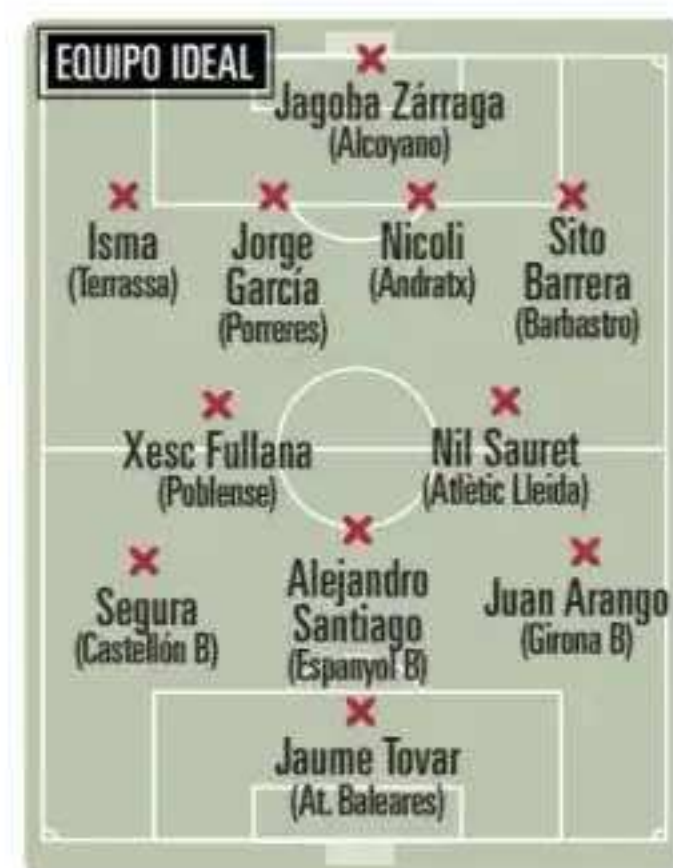 EQUIPO IDEAL
Jagoba Zárraga
(Alcoyano)
Isma
(Terrassa)
Jorge
García
(Porreres)
Nicoli
(Andratx)
Sito
Barrera
(Barbastro)
Xesc Fullana
(Poblense)
Nil Sauret
(Atlètic Lleida)
Segura
(Castellón B)
Alejandro
Santiago
(Espanyol B)
Juan Arango
(Girona B)
Jaume Tovar
(At. Baleares)